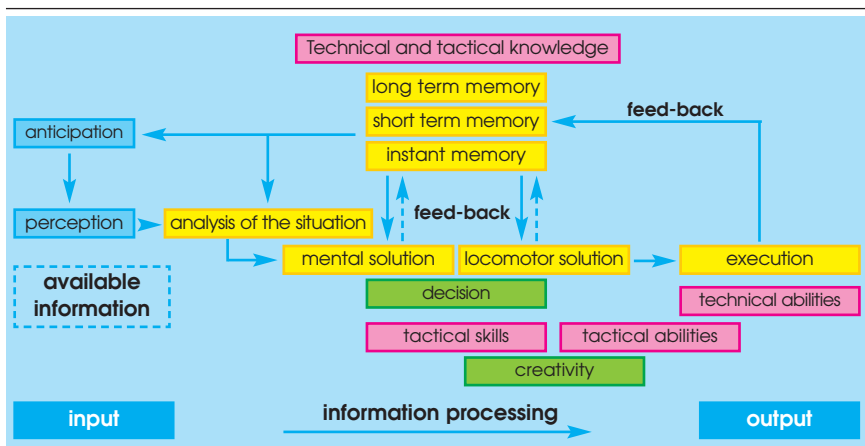 Technical and tactical knowledge
long term memory
short term memory
feed-back
anticipation
instant memory
perception
analysis of the situation
feed-back
mental solution
locomotor solution
execution
available
information
decision
technical abilities
tactical skills
tactical abilities
creativity
input
information processing
output